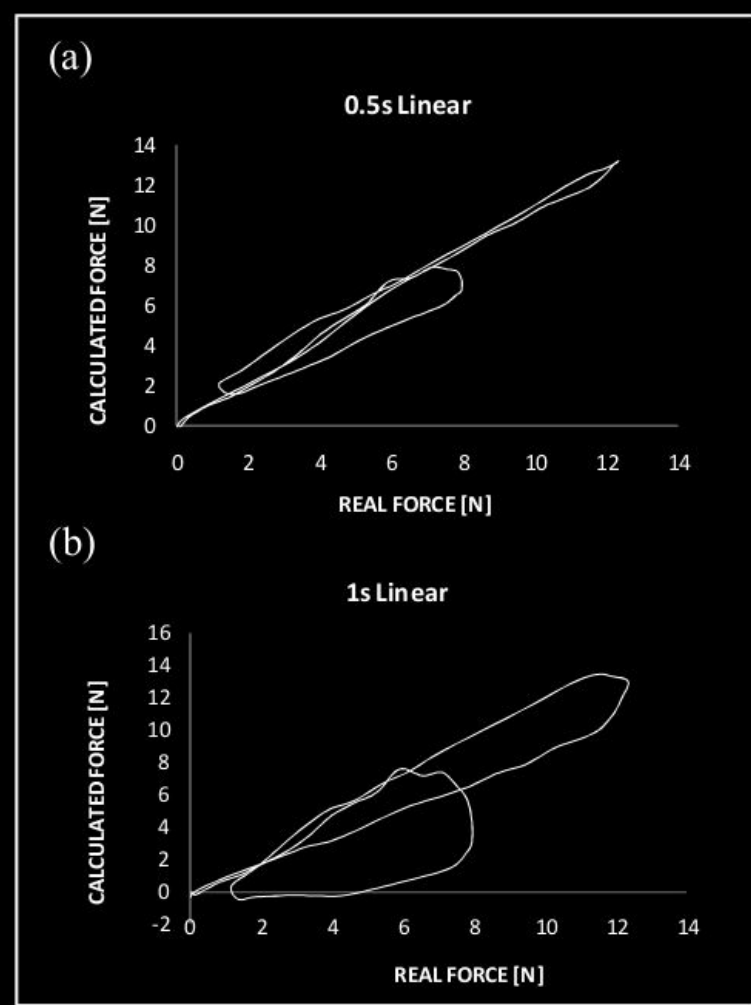 (a)
0.5s Linear
14
12
10
8
6
4
2
0
CALCULATED FORCE [N]
0 2 4 6 8 10 12 14
REAL FORCE [N]
(b)
1s Linear
16
14
12
10
8
6
4
2
0
-2
CALCULATED FORCE [N]
0 2 4 6 8 10 12 14
REAL FORCE [N]